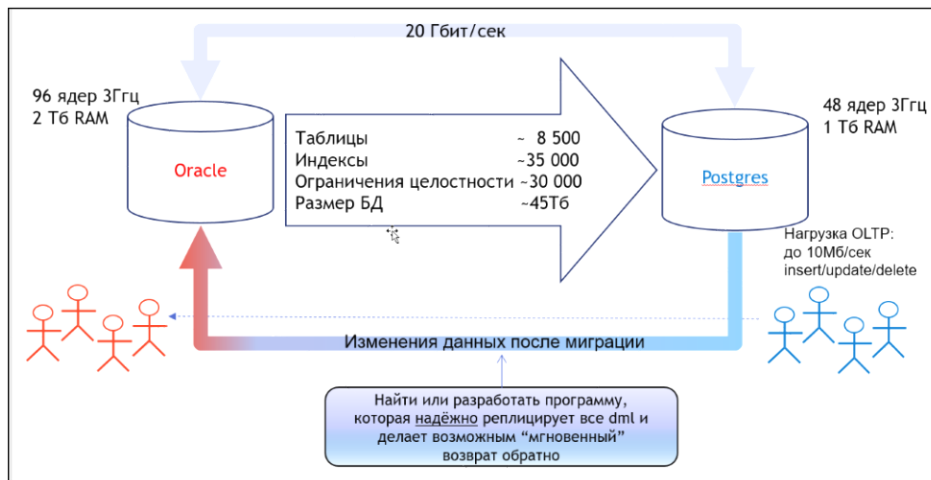 20 Гбит/сек
96 ядер 3Ггц
2 Тб RAM
Oracle
Таблицы ~ 8 500
Индексы ~35 000
Ограничения целостности ~30 000
Размер БД ~45Тб
48 ядер 3Ггц
1 Тб RAM
Postgres
Нагрузка OLTP:
до 10Мб/сек
insert/update/delete
Изменения данных после миграции
Найти или разработать программу,
которая надёжно реплицирует все dml и
делает возможным “мгновенный”
возврат обратно